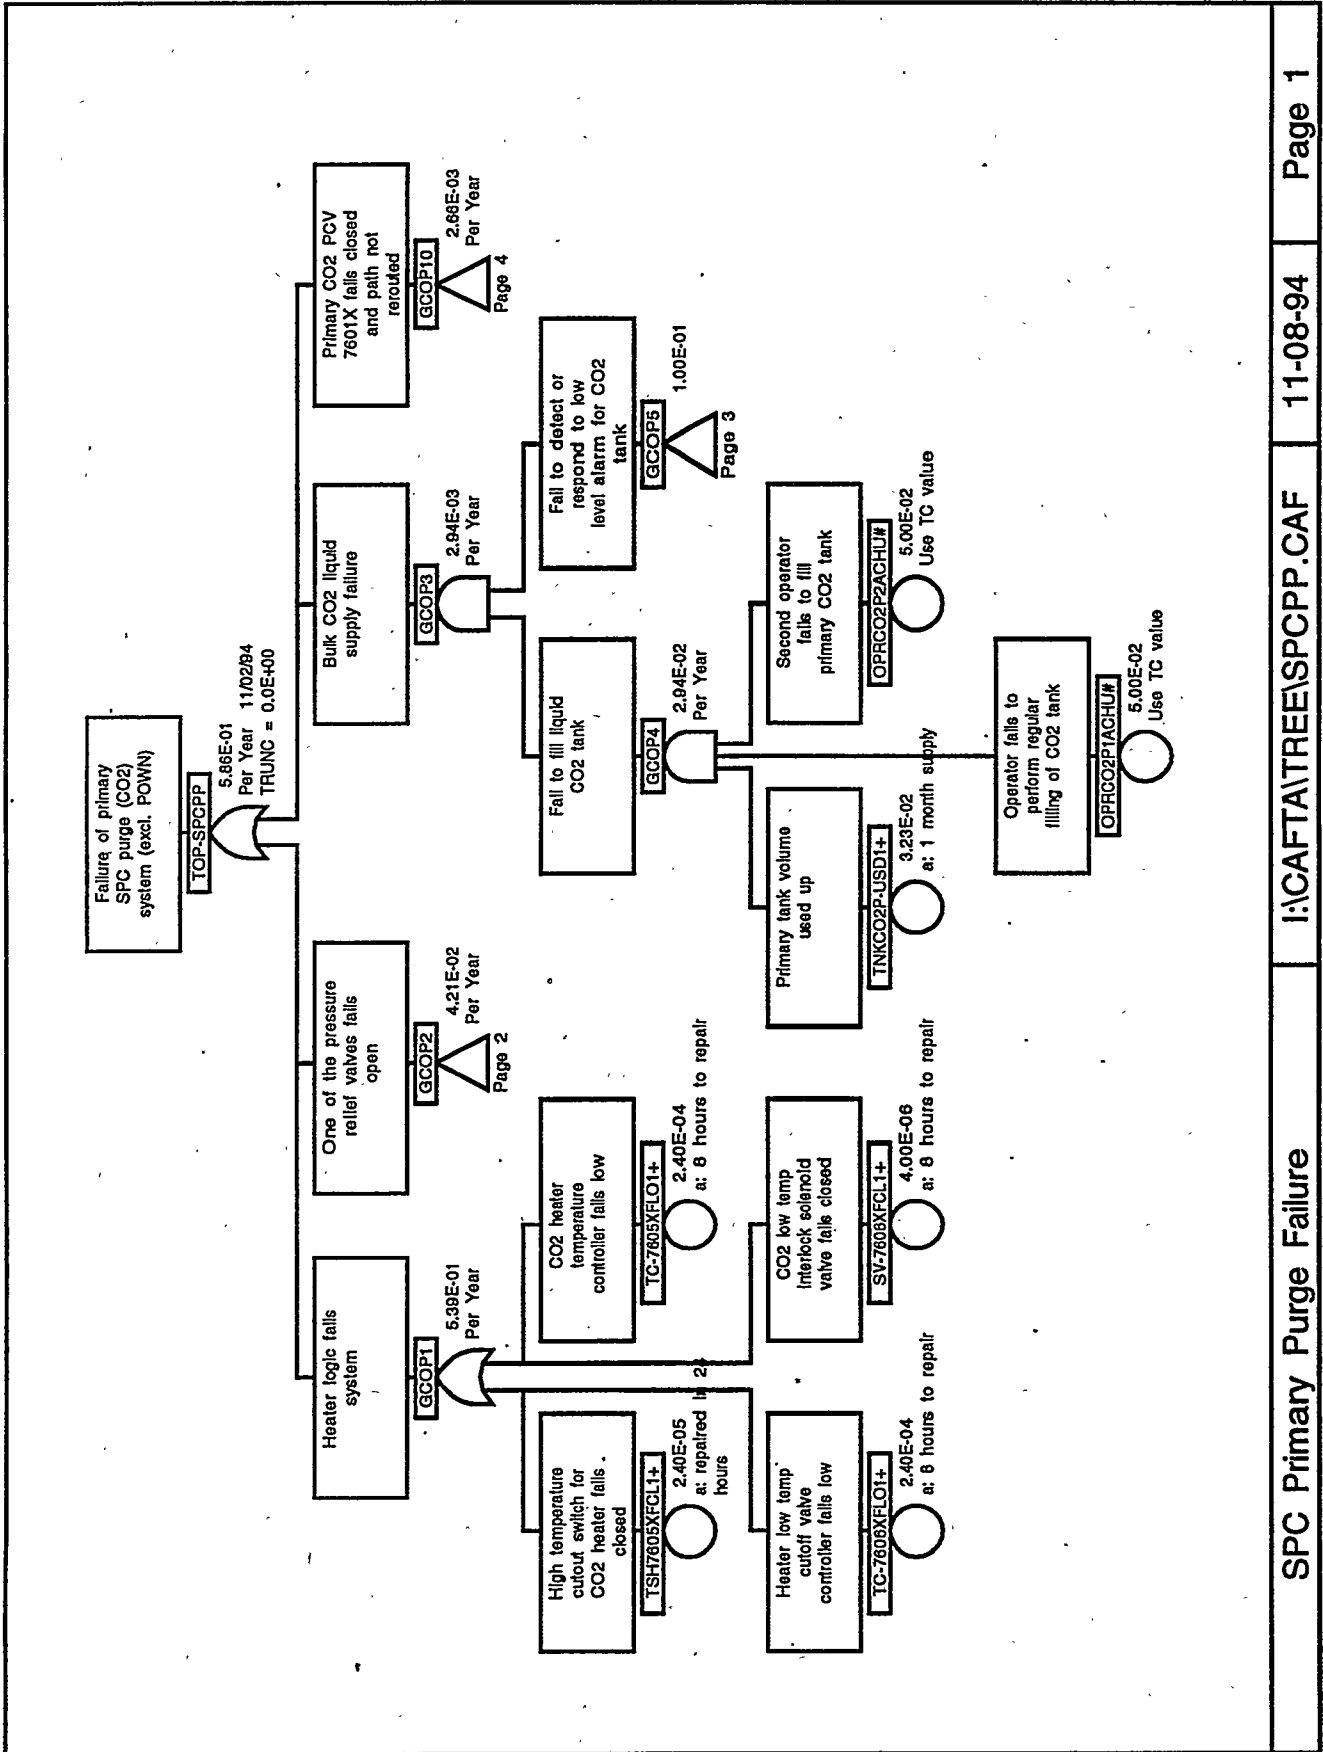 Failure of primary
SPC purge (CO2)
system (excl. POWN)
TOP-SPCPP
5.86E-01
Per Year 11/02/94
TRUNC = 0.0E+00
Heater logic fails
system
GCOP1
5.39E-01
Per Year
One of the pressure
relief valves fails
open
GCOP2
4.21E-02
Per Year
Page 2
Bulk CO2 liquid
supply failure
GCOP3
2.94E-03
Per Year
Primary CO2 PCV
7601X fails closed
and path not
rerouted
GCOP10
2.66E-03
Per Year
Page 4
High temperature
cutout switch for
CO2 heater fails
closed
TSH7605XFCL1+
2.40E-05
a: repaired in 24
hours
CO2 heater
temperature
controller fails low
TC-7605XFLO1+
2.40E-04
a: 8 hours to repair
Fail to fill liquid
CO2 tank
GCOP4
2.94E-02
Per Year
Fail to detect or
respond to low
level alarm for CO2
tank
GCOP5
1.00E-01
Page 3
Heater low temp
cutoff valve
controller fails low
TC-7606XFLO1+
2.40E-04
a: 8 hours to repair
CO2 low temp
interlock solenoid
valve fails closed
SV-7606XFCL1+
4.00E-06
a: 8 hours to repair
Primary tank volume
used up
TNKCO2P-USD1+
3.23E-02
a: 1 month supply
Second operator
fails to fill
primary CO2 tank
OPRCO2P2ACHU#
5.00E-02
Use TC value
Operator fails to
perform regular
filling of CO2 tank
OPRCO2P1ACHU#
5.00E-02
Use TC value
SPC Primary Purge Failure
I:\CAFTA\TREE\SPCPP.CAF
11-08-94
Page 1